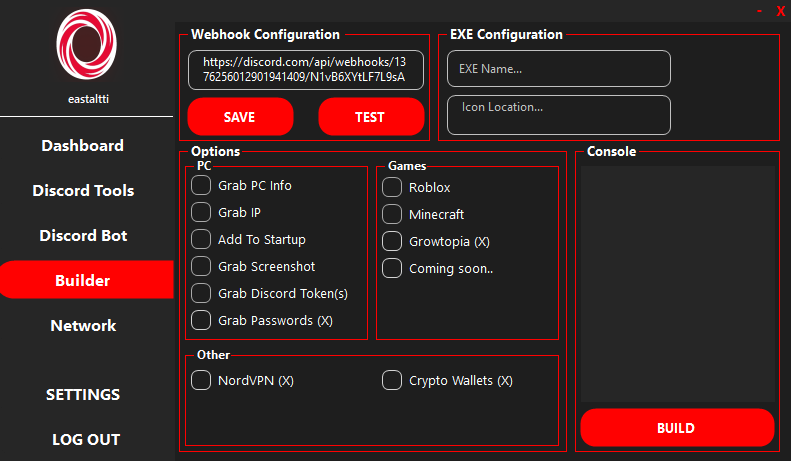 - X
eastaltti
Dashboard
Discord Tools
Discord Bot
Builder
Network
SETTINGS
LOG OUT
Webhook Configuration
https://discord.com/api/webhooks/13
76256012901941409/N1vB6XYtLF7L9sA
SAVE TEST
EXE Configuration
EXE Name...
Icon Location...
Options
PC
Grab PC Info
Grab IP
Add To Startup
Grab Screenshot
Grab Discord Token(s)
Grab Passwords (X)
Games
Roblox
Minecraft
Growtopia (X)
Coming soon..
Other
NordVPN (X) Crypto Wallets (X)
Console
BUILD